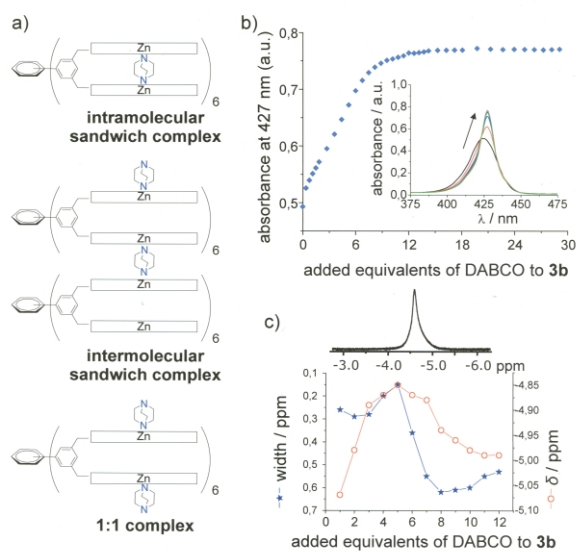 a)
Zn
N
N
Zn
6
intramolecular
sandwich complex
N
N
Zn
Zn
6
N
N
Zn
Zn
6
intermolecular
sandwich complex
N
N
Zn
Zn
6
N
N
1:1 complex
b)
0,8
0,7
0,6
0,5
absorbance at 427 nm (a.u.)
0 6 12 18 24 30
added equivalents of DABCO to 3b
1,0
0,8
0,6
0,4
0,2
0,0
absorbance / a.u.
375 400 425 450 475
λ / nm
c)
-3.0 -4.0 -5.0 -6.0 ppm
0,1
0,2
0,3
0,4
0,5
0,6
0,7
width / ppm
-4,85
-4,90
-4,95
-5,00
-5,05
-5,10
δ / ppm
0 2 4 6 8 10 12
added equivalents of DABCO to 3b